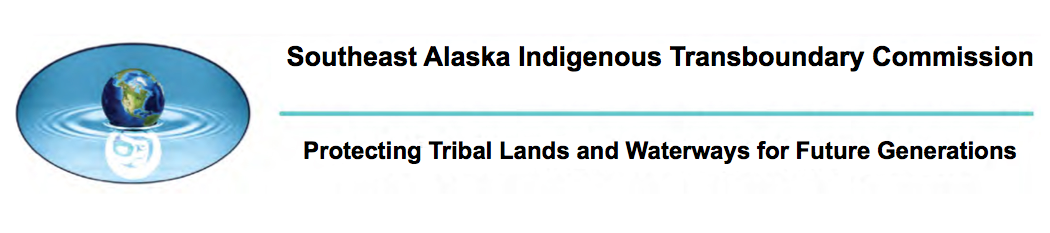 Southeast Alaska Indigenous Transboundary Commission
Protecting Tribal Lands and Waterways for Future Generations